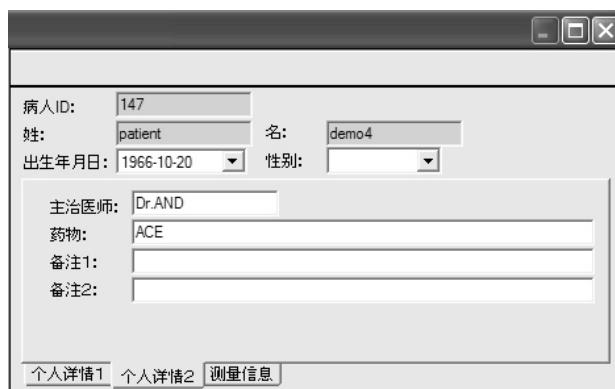 病人ID: 147
姓: patient 名: demo4
出生年月日: 1966-10-20 性别:
主治医师: Dr.AND
药物: ACE
备注1:
备注2:
个人详情1 个人详情2 测量信息